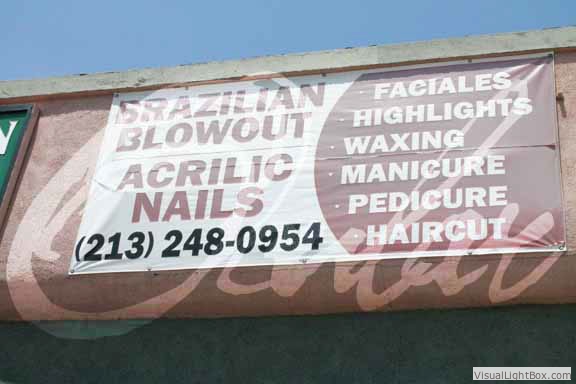 BRAZILIAN
BLOWOUT
ACRILIC
NAILS
(213) 248-0954
· FACIALES
· HIGHLIGHTS
· WAXING
· MANICURE
· PEDICURE
· HAIRCUT
N
VisualLightBox.com